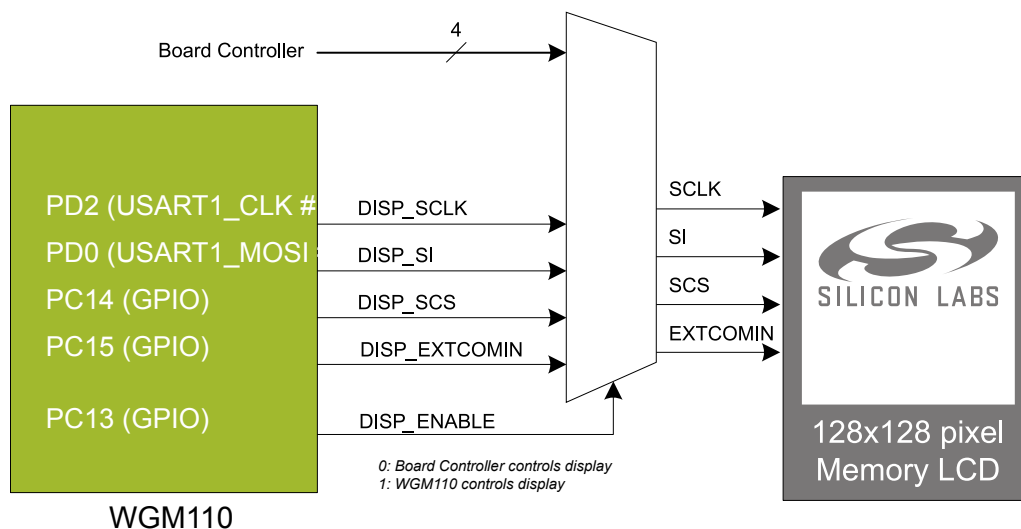 4
Board Controller
PD2 (USART1_CLK #
DISP_SCLK
SCLK
PD0 (USART1_MOSI
DISP_SI
SI
PC14 (GPIO)
DISP_SCS
SCS
PC15 (GPIO)
DISP_EXTCOMIN
EXTCOMIN
PC13 (GPIO)
DISP_ENABLE
0: Board Controller controls display
1: WGM110 controls display
SILICON LABS
128x128 pixel
Memory LCD
WGM110